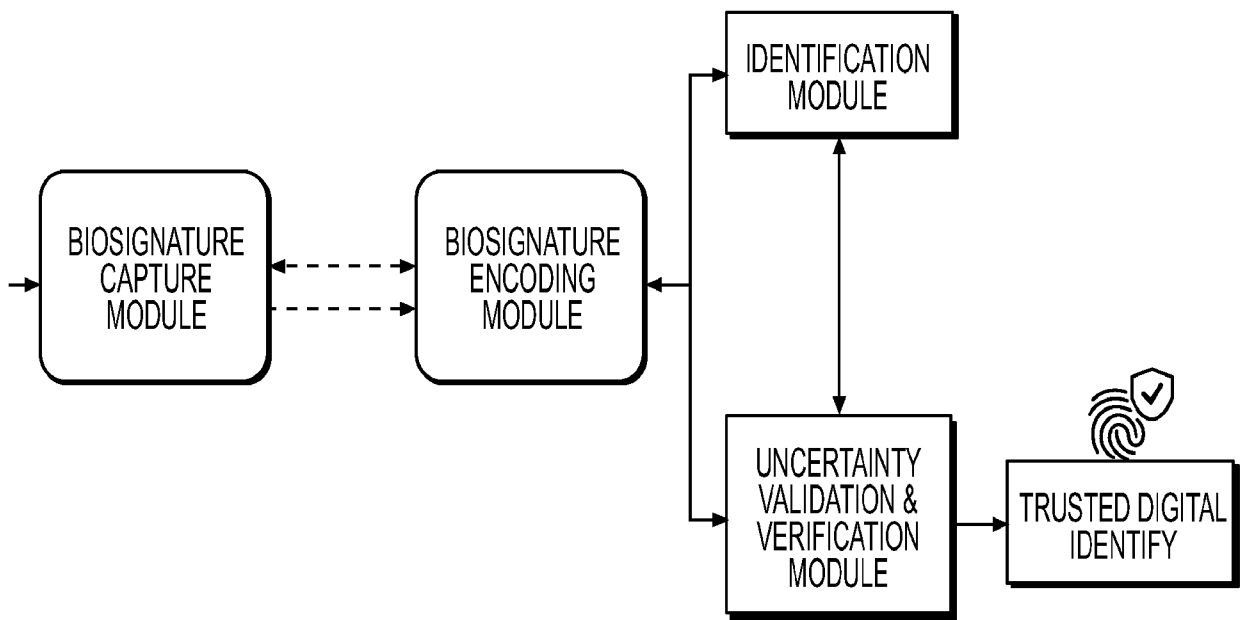 IDENTIFICATION
MODULE
BIOSIGNATURE
CAPTURE
MODULE
BIOSIGNATURE
ENCODING
MODULE
UNCERTAINTY
VALIDATION &
VERIFICATION
MODULE
TRUSTED DIGITAL
IDENTIFY